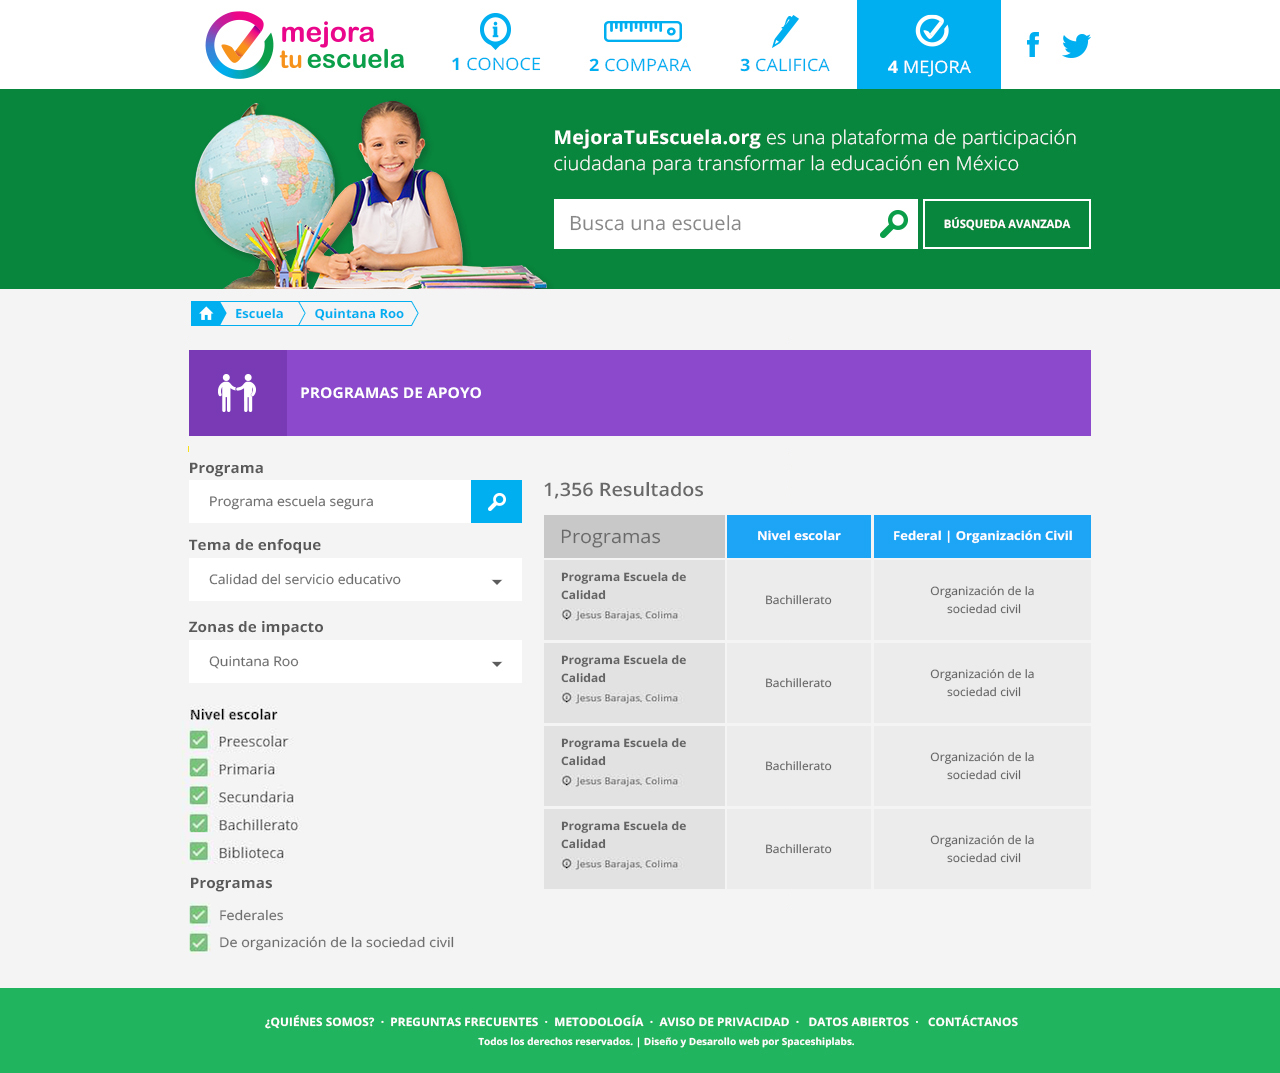 mejora
tu escuela
1 CONOCE
2 COMPARA
3 CALIFICA
4 MEJORA
MejoraTuEscuela.org es una plataforma de participación
ciudadana para transformar la educación en México
Busca una escuela
BÚSQUEDA AVANZADA
Escuela
Quintana Roo
PROGRAMAS DE APOYO
Programa
Programa escuela segura
Tema de enfoque
Calidad del servicio educativo
Zonas de impacto
Quintana Roo
Nivel escolar
Preescolar
Primaria
Secundaria
Bachillerato
Biblioteca
Programas
Federales
De organización de la sociedad civil
1,356 Resultados
Programas
Nivel escolar
Federal | Organización Civil
Programa Escuela de
Calidad
Jesus Barajas, Colima
Bachillerato
Organización de la
sociedad civil
Programa Escuela de
Calidad
Jesus Barajas, Colima
Bachillerato
Organización de la
sociedad civil
Programa Escuela de
Calidad
Jesus Barajas, Colima
Bachillerato
Organización de la
sociedad civil
Programa Escuela de
Calidad
Jesus Barajas, Colima
Bachillerato
Organización de la
sociedad civil
¿QUIÉNES SOMOS? · PREGUNTAS FRECUENTES · METODOLOGÍA · AVISO DE PRIVACIDAD · DATOS ABIERTOS · CONTÁCTANOS
Todos los derechos reservados. | Diseño y Desarollo web por Spaceshiplabs.